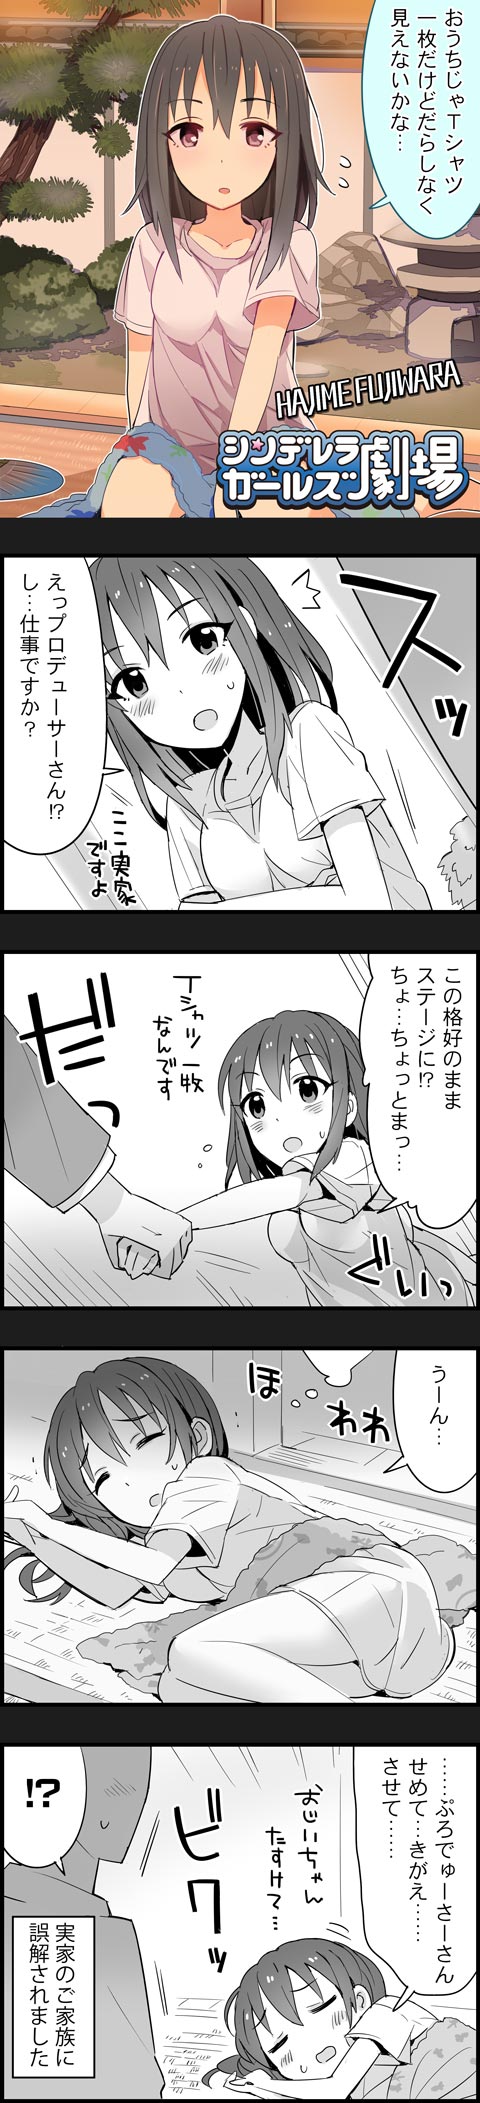 おうちじゃTシャツ
一枚だけどだらしなく
見えないかな…
HAJIME FUJIWARA
シンデレラ
ガールズ劇場
スッ
えっプロデューサーさん!?
し…仕事ですか?
ここ実家
ですよ
この格好のまま
ステージに!?
ちょ…ちょっとまっ…
Tシャツ一枚
なんです
だっ
ぐいっ
うーん…
ほ
わわ
……ぷろでゅーさーさん
せめて…きがえ……
させて……
おじいちゃん
たすけて…
ビクッ
!?
実家のご家族に
誤解されました